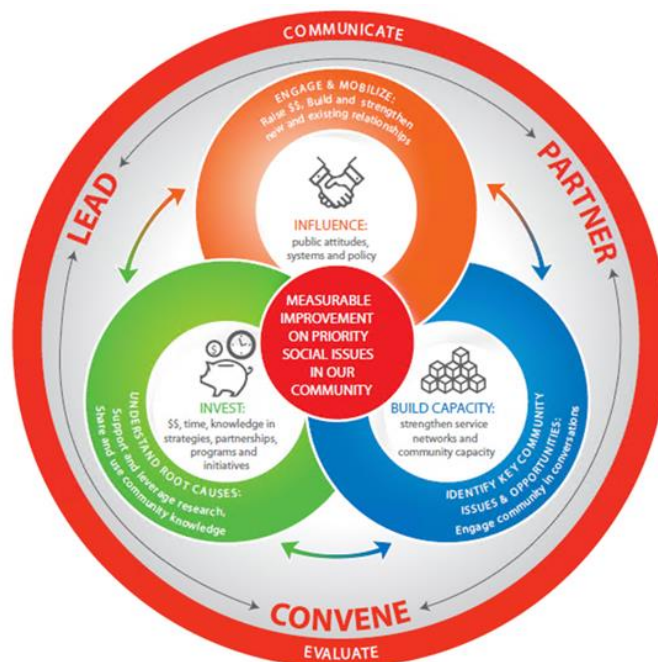 COMMUNICATE
LEAD
PARTNER
ENGAGE & MOBILIZE:
Raise $$, Build and strengthen
new and existing relationships
INFLUENCE:
public attitudes,
systems and policy
MEASURABLE
IMPROVEMENT
ON PRIORITY
SOCIAL ISSUES
IN OUR
COMMUNITY
$
INVEST:
$$, time, knowledge in
strategies, partnerships,
programs and
initiatives
UNDERSTAND ROOT CAUSES:
Support and leverage research,
Share and use community knowledge
BUILD CAPACITY:
strengthen service
networks and
community capacity
IDENTIFY KEY COMMUNITY
ISSUES & OPPORTUNITIES:
Engage community in conversations
CONVENE
EVALUATE